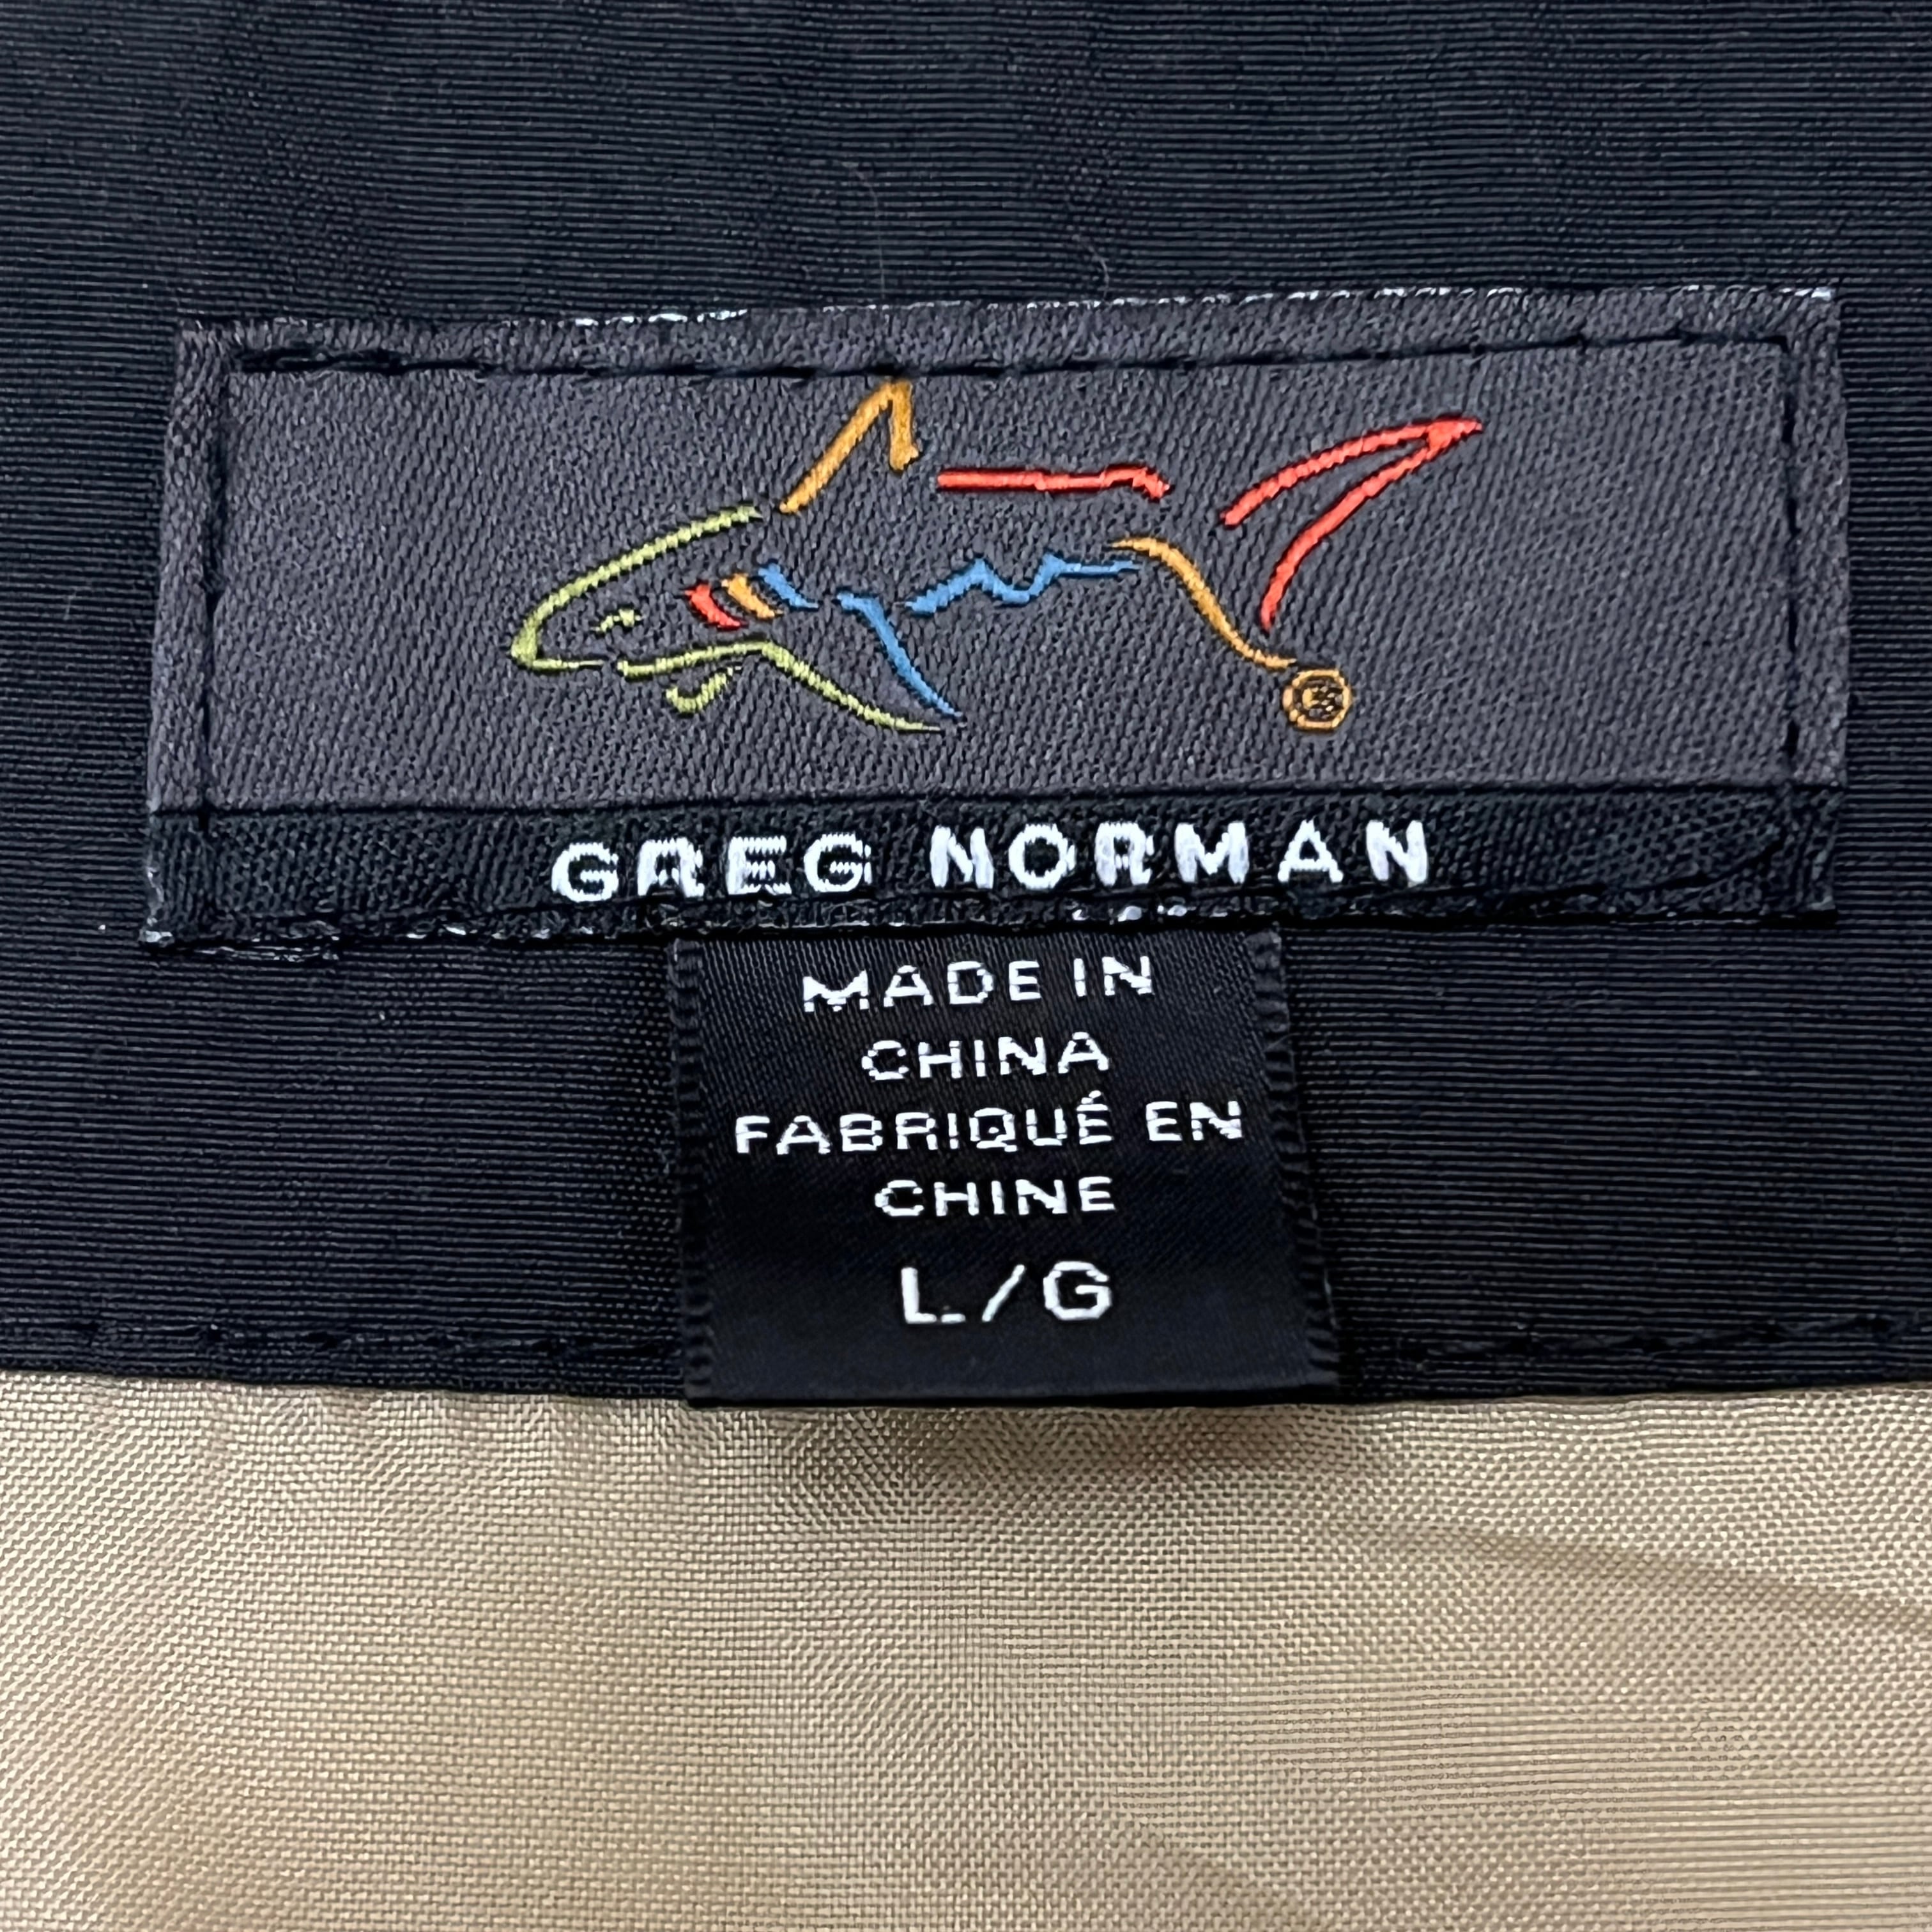 GREG NORMAN
MADE IN
CHINA
FABRIQUÉ EN
CHINE
L/G